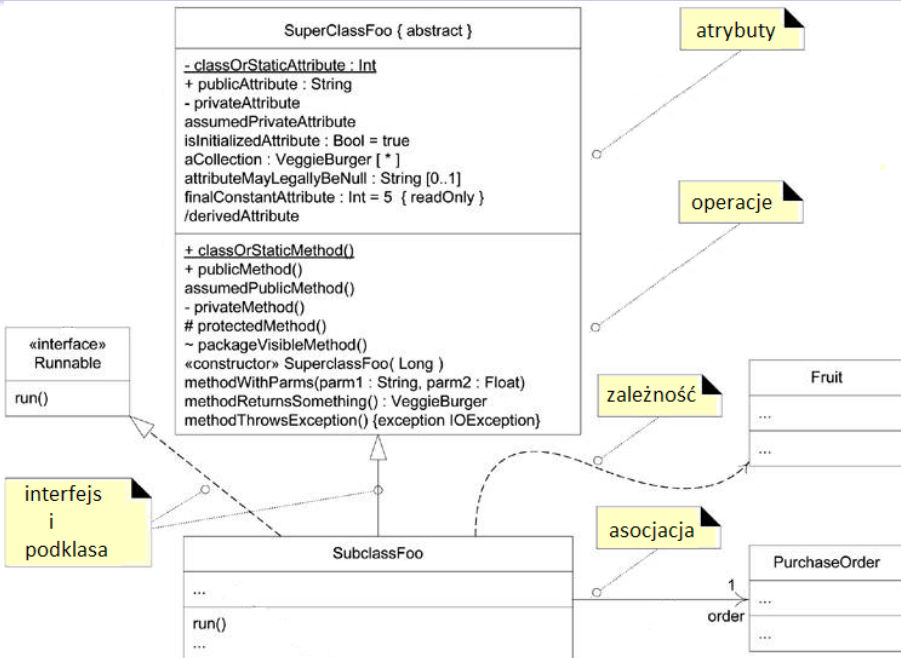 SuperClassFoo { abstract }
- classOrStaticAttribute : Int
+ publicAttribute : String
- privateAttribute
assumedPrivateAttribute
isInitializedAttribute : Bool = true
aCollection : VeggieBurger [ * ]
attributeMayLegallyBeNull : String [0..1]
finalConstantAttribute : Int = 5 { readOnly }
/derivedAttribute
+ classOrStaticMethod()
+ publicMethod()
assumedPublicMethod()
- privateMethod()
# protectedMethod()
~ packageVisibleMethod()
«constructor» SuperclassFoo( Long )
methodWithParms(parm1 : String, parm2 : Float)
methodReturnsSomething() : VeggieBurger
methodThrowsException() {exception IOException}
atrybuty
operacje
«interface»
Runnable
run()
zależność
Fruit
...
...
interfejs
i
podklasa
asocjacja
SubclassFoo
...
run()
...
1
order
PurchaseOrder
...
...